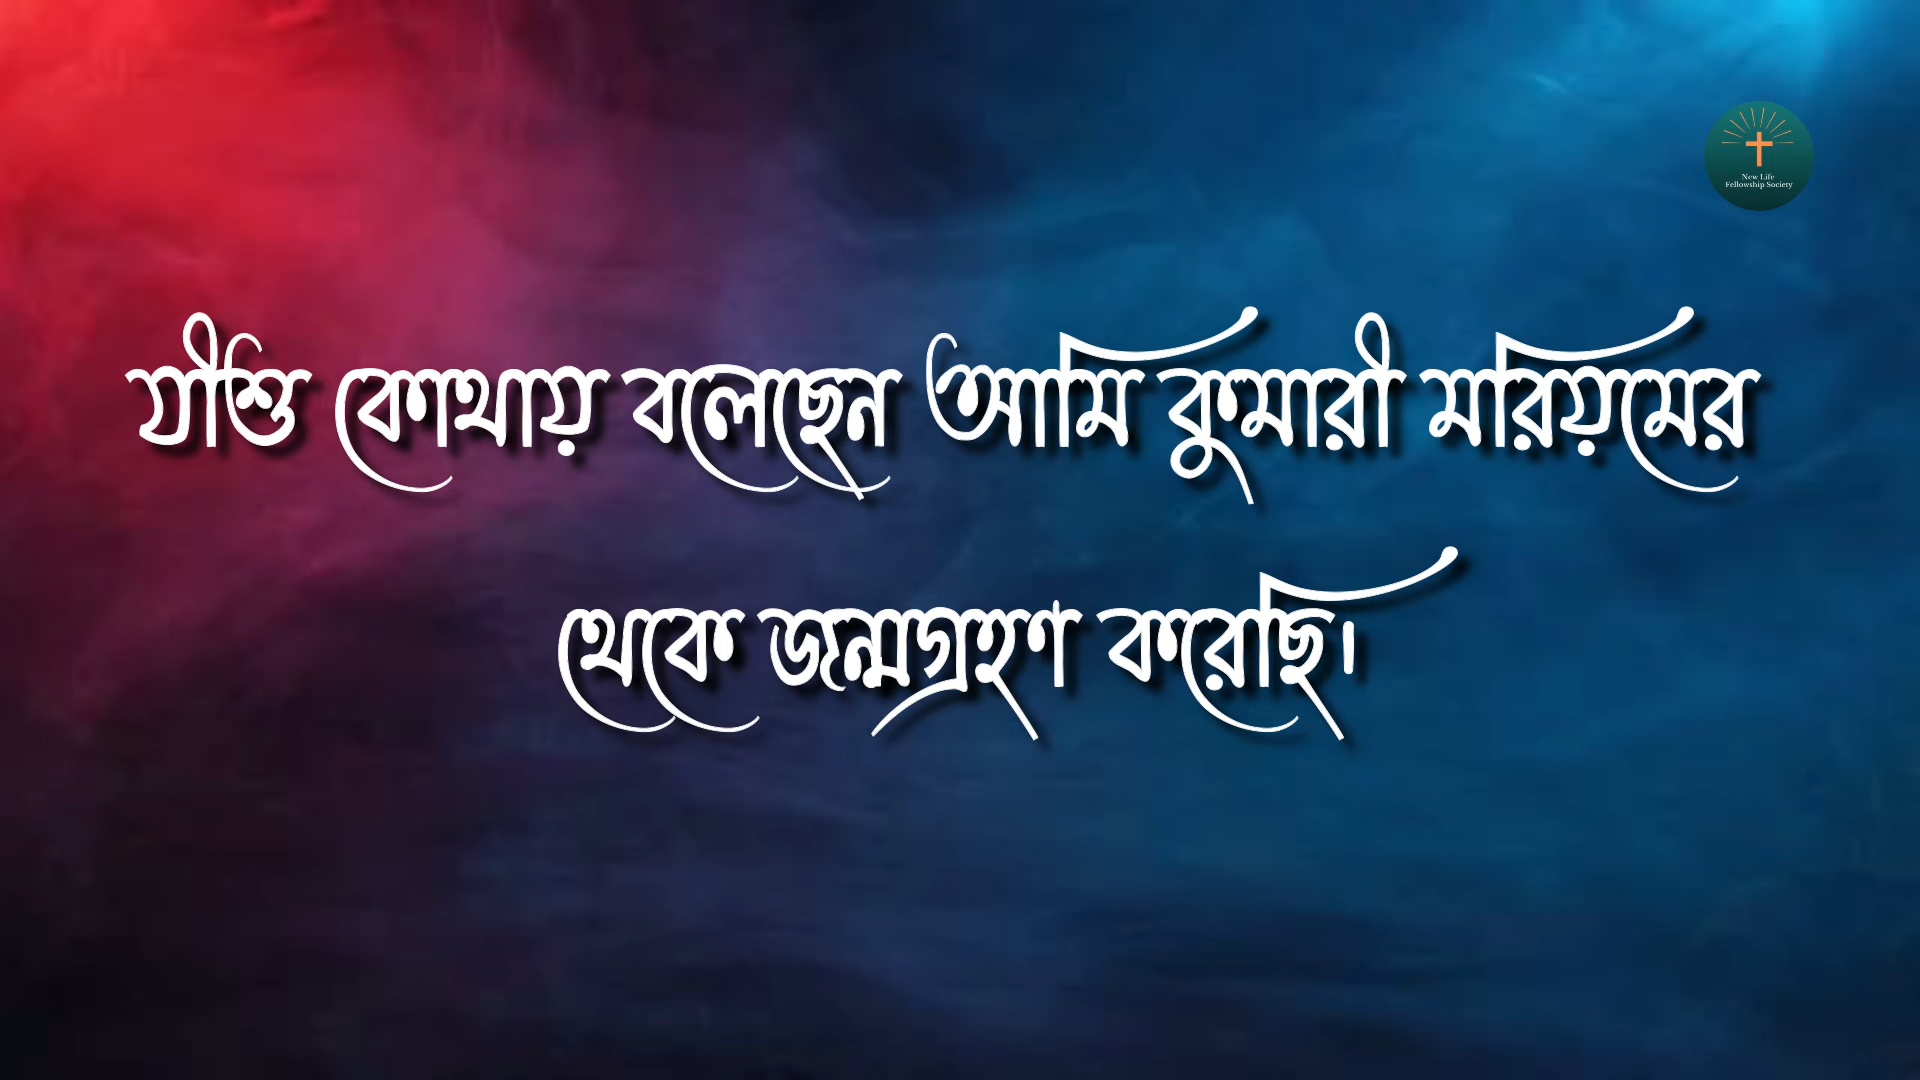 New Life
Fellowship Society
যীশু কোথায় বলেছেন আমি কুমারী মরিয়মের
থেকে জন্মগ্রহণ করেছি।